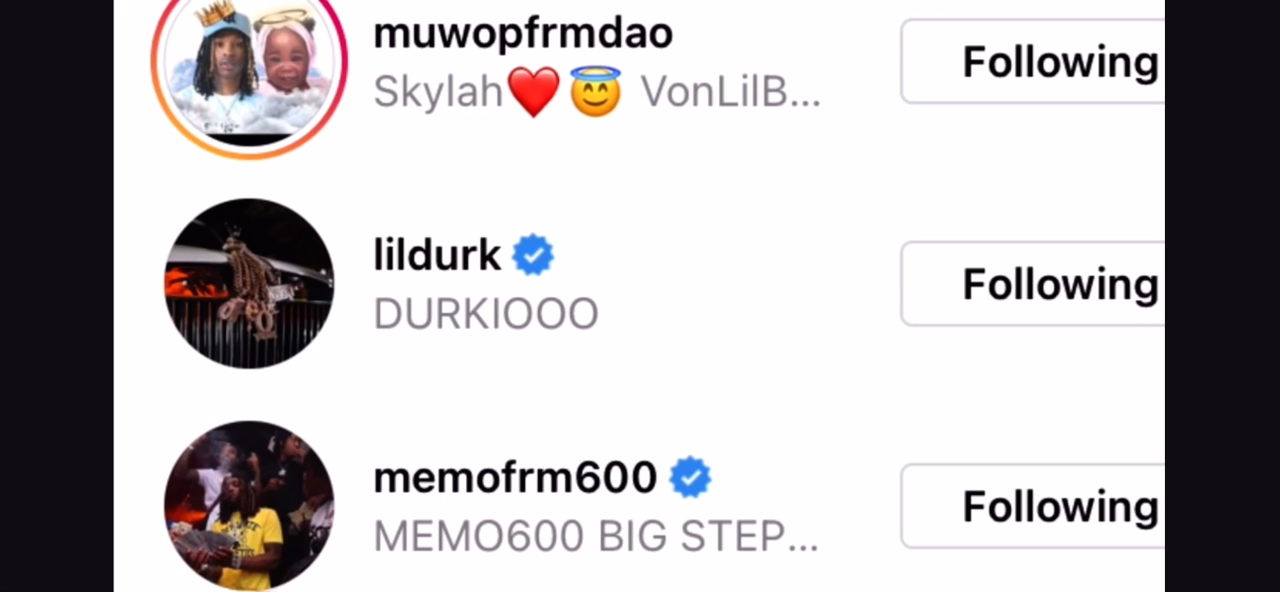 muwopfrmdao
Skylah❤️😇 VonLilB...
Following
lildurk
DURKIOOO
Following
memofrm600
MEMO600 BIG STEP...
Following